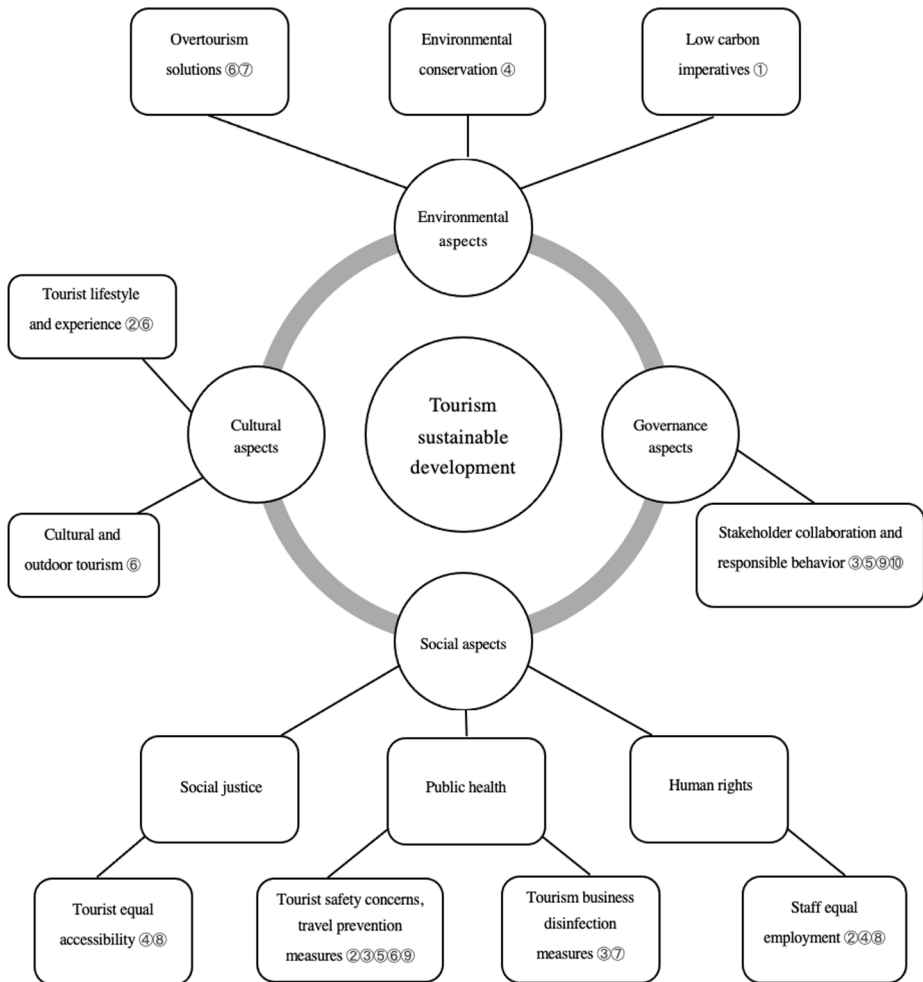 Overtourism
solutions ⑥⑦
Environmental
conservation ④
Low carbon
imperatives ①
Environmental
aspects
Tourist lifestyle
and experience ②⑥
Cultural
aspects
Tourism
sustainable
development
Governance
aspects
Cultural and
outdoor tourism ⑥
Stakeholder collaboration and
responsible behavior ③⑤⑨⑩
Social aspects
Social justice
Public health
Human rights
Tourist equal
accessibility ④⑧
Tourist safety concerns,
travel prevention
measures ②③⑤⑥⑨
Tourism business
disinfection
measures ③⑦
Staff equal
employment ②④⑧